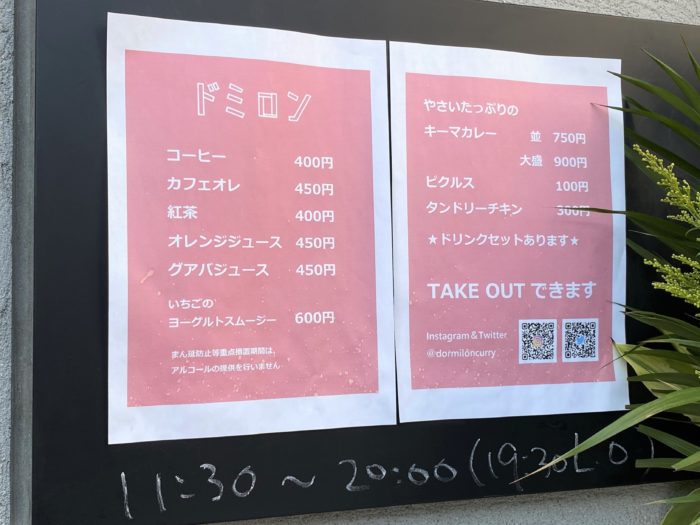 ドミロン
コーヒー 400円
カフェオレ 450円
紅茶 400円
オレンジジュース 450円
グアバジュース 450円
いちごの
ヨーグルトスムージー 600円
まん延防止等重点措置期間は、
アルコールの提供を行いません
やさいたっぷりの
キーマカレー 並 750円
大盛 900円
ピクルス 100円
タンドリーチキン 300円
★ドリンクセットあります★
TAKE OUT できます
Instagram & Twitter
@dormilóncurry
11:30 ～ 20:00 (19:30L.O)